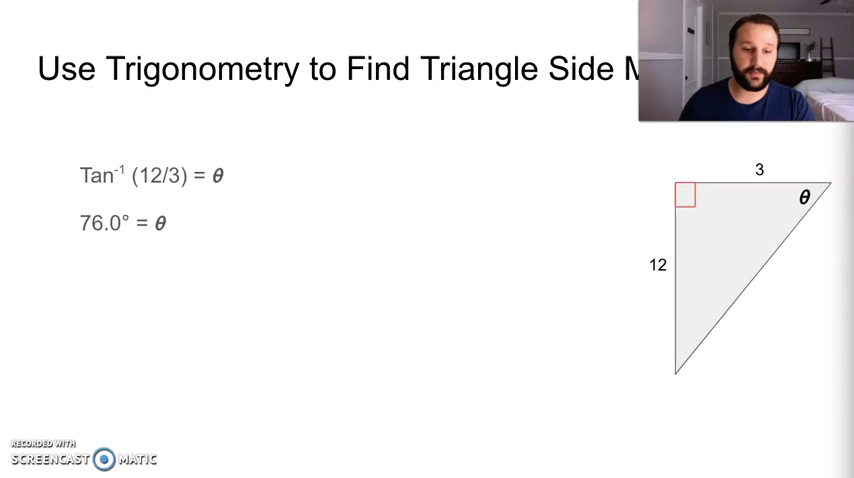 Use Trigonometry to Find Triangle Side
Tan⁻¹ (12/3) = θ
76.0° = θ
3
θ
12
RECORDED WITH
SCREENCAST MATIC